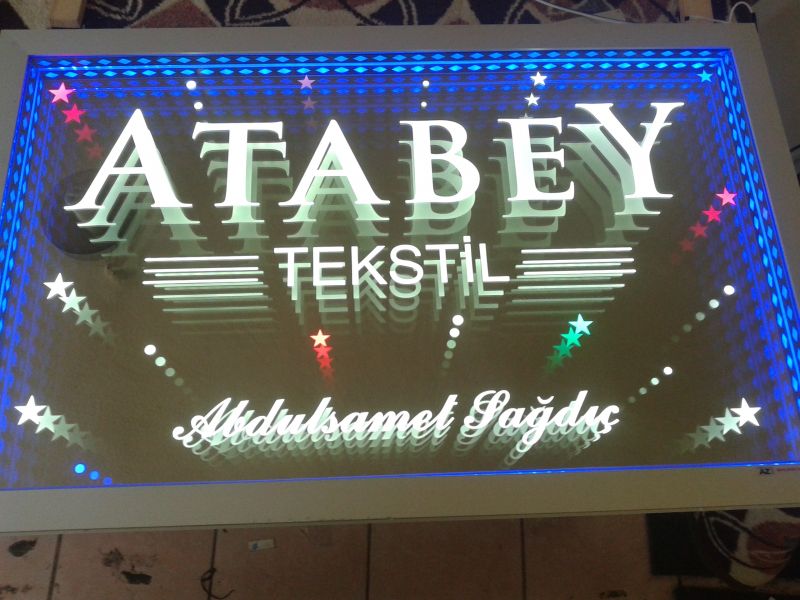 ATABEY
TEKSTİL
Abdulsamet Sağdıç